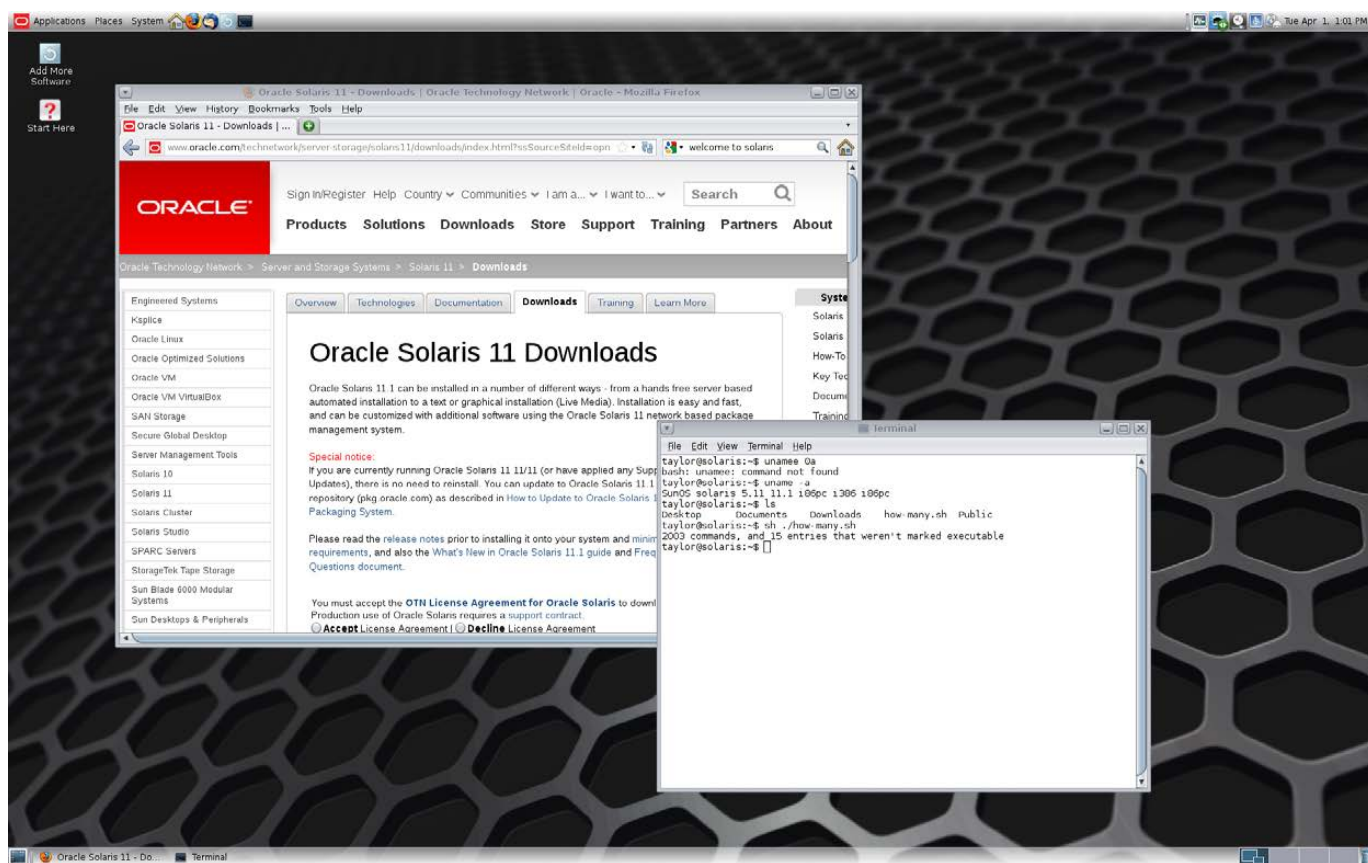 Applications Places System
Tue Apr 1, 1:01 PM
Add More
Software
Start Here
Oracle Solaris 11 - Downloads | Oracle Technology Network | Oracle - Mozilla Firefox
File Edit View History Bookmarks Tools Help
Oracle Solaris 11 - Downloads | ...
www.oracle.com/technetwork/server-storage/solaris11/downloads/index.html?ssSourceSiteId=opn
welcome to solaris
ORACLE
Sign In/Register Help Country Communities I am a... I want to... Search
Products Solutions Downloads Store Support Training Partners About
Oracle Technology Network > Server and Storage Systems > Solaris 11 > Downloads
Engineered Systems
Ksplice
Oracle Linux
Oracle Optimized Solutions
Oracle VM
Oracle VM VirtualBox
SAN Storage
Secure Global Desktop
Server Management Tools
Solaris 10
Solaris 11
Solaris Cluster
Solaris Studio
SPARC Servers
StorageTek Tape Storage
Sun Blade 6000 Modular
Systems
Sun Desktops & Peripherals
Overview Technologies Documentation Downloads Training Learn More
Oracle Solaris 11 Downloads
Oracle Solaris 11.1 can be installed in a number of different ways - from a hands free server based
automated installation to a text or graphical installation (Live Media). Installation is easy and fast,
and can be customized with additional software using the Oracle Solaris 11 network based package
management system.
Special notice:
If you are currently running Oracle Solaris 11 11/11 (or have applied any Supp
Updates), there is no need to reinstall. You can update to Oracle Solaris 11.1
repository (pkg.oracle.com) as described in How to Update to Oracle Solaris 1
Packaging System.
Please read the release notes prior to installing it onto your system and minim
requirements, and also the What's New in Oracle Solaris 11.1 guide and Freq
Questions document.
You must accept the OTN License Agreement for Oracle Solaris to downl
Production use of Oracle Solaris requires a support contract.
Accept License Agreement | Decline License Agreement
Syste
Solaris
Solaris
How-To
Key Tec
Docume
Training
Terminal
File Edit View Terminal Help
taylor@solaris:~$ unamee 0a
bash: unamee: command not found
taylor@solaris:~$ uname -a
SunOS solaris 5.11 11.1 i86pc i386 i86pc
taylor@solaris:~$ ls
Desktop Documents Downloads how-many.sh Public
taylor@solaris:~$ sh ./how-many.sh
2003 commands, and 15 entries that weren't marked executable
taylor@solaris:~$
Oracle Solaris 11 - Do...
Terminal